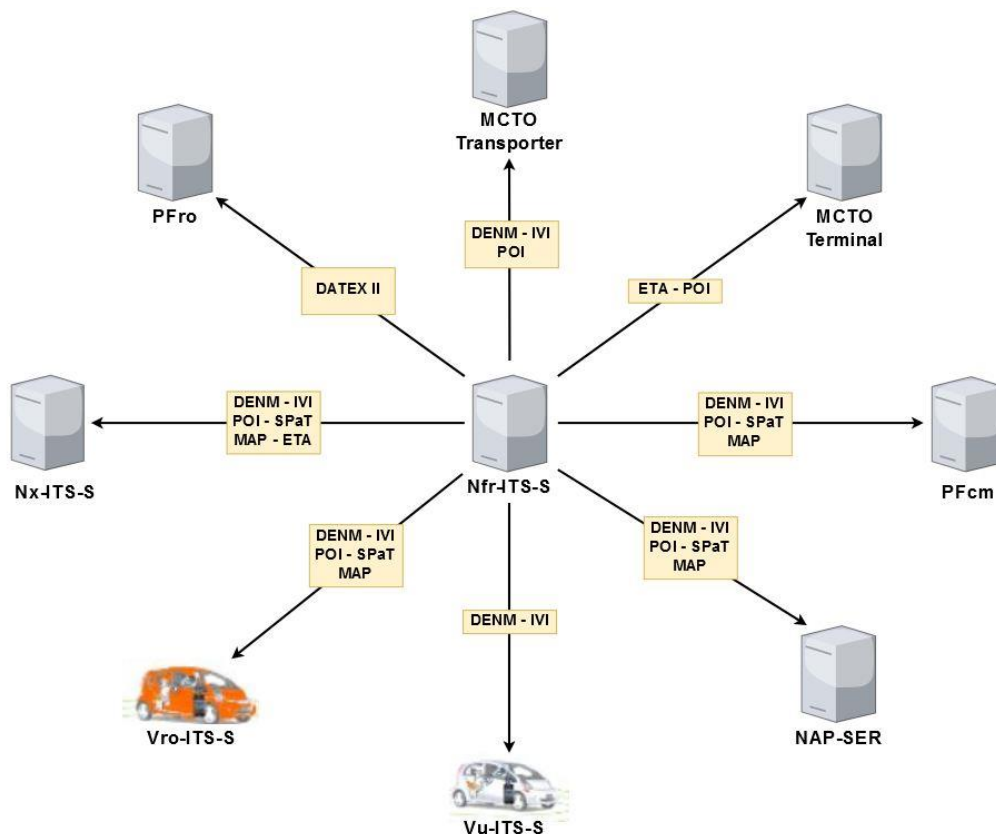 MCTO
Transporter
PFro
MCTO
Terminal
DENM - IVI
POI
DATEX II
ETA - POI
DENM - IVI
POI - SPaT
MAP - ETA
DENM - IVI
POI - SPaT
MAP
Nx-ITS-S
Nfr-ITS-S
PFcm
DENM - IVI
POI - SPaT
MAP
DENM - IVI
POI - SPaT
MAP
DENM - IVI
Vro-ITS-S
NAP-SER
Vu-ITS-S